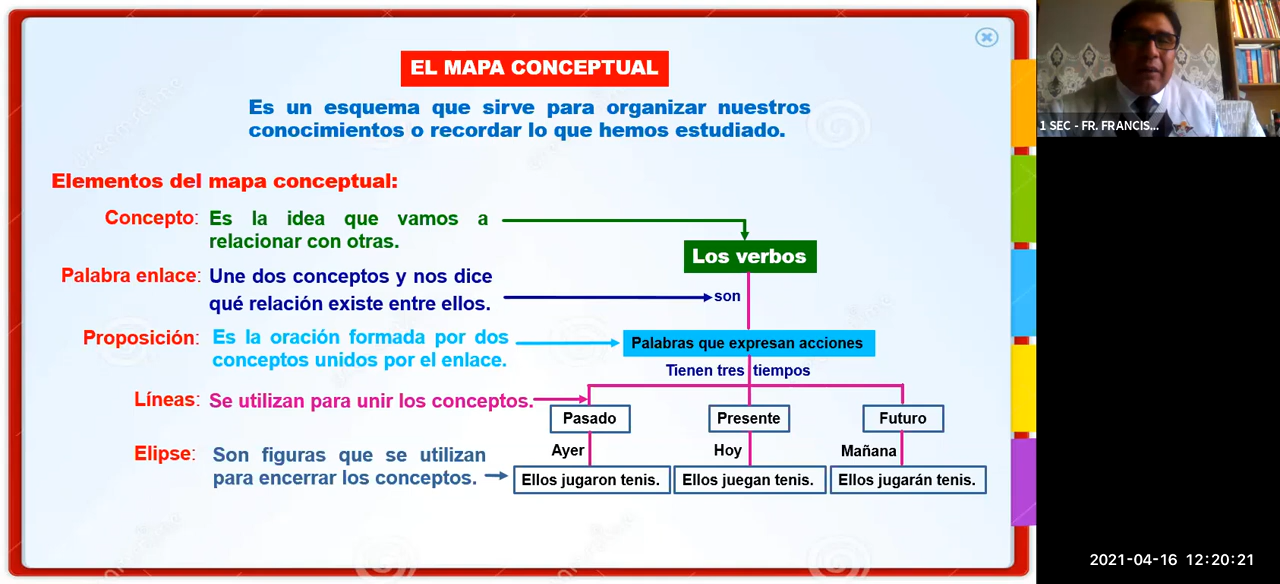 EL MAPA CONCEPTUAL
Es un esquema que sirve para organizar nuestros
conocimientos o recordar lo que hemos estudiado.
Elementos del mapa conceptual:
Concepto: Es la idea que vamos a
relacionar con otras.
Los verbos
Palabra enlace: Une dos conceptos y nos dice
qué relación existe entre ellos.
son
Proposición: Es la oración formada por dos
conceptos unidos por el enlace.
Palabras que expresan acciones
Tienen tres tiempos
Líneas: Se utilizan para unir los conceptos.
Pasado Presente Futuro
Ayer Hoy Mañana
Elipse: Son figuras que se utilizan
para encerrar los conceptos.
Ellos jugaron tenis. Ellos juegan tenis. Ellos jugarán tenis.
1 SEC - FR. FRANCIS...
2021-04-16 12:20:21